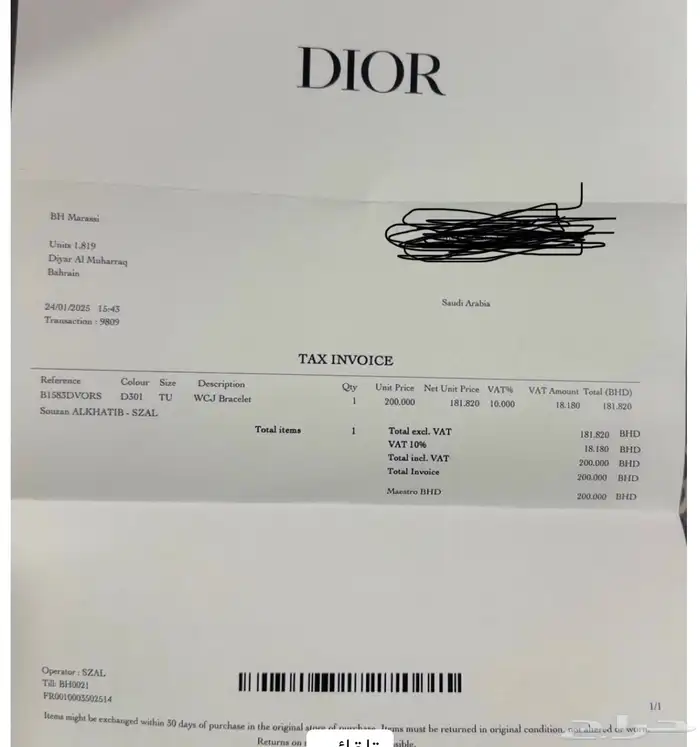 DIOR
BH Marassi
Units 1.819
Diyar Al Muharraq
Bahrain
Saudi Arabia
24/01/2025 15:43
Transaction : 9809
TAX INVOICE
Reference Colour Size Description Qty Unit Price Net Unit Price VAT% VAT Amount Total (BHD)
B1583DVORS D301 TU WCJ Bracelet 1 200.000 181.820 10.000 18.180 181.820
Souzan ALKHATIB - SZAL
Total items 1 Total excl. VAT 181.820 BHD
VAT 10% 18.180 BHD
Total incl. VAT 200.000 BHD
Total Invoice 200.000 BHD
Maestro BHD 200.000 BHD
Operator : SZAL
Till: BH0021
FR0010003502514
1/1
Items might be exchanged within 30 days of purchase in the original store of purchase. Items must be returned in original condition, not altered or worn.
Returns on
حراج